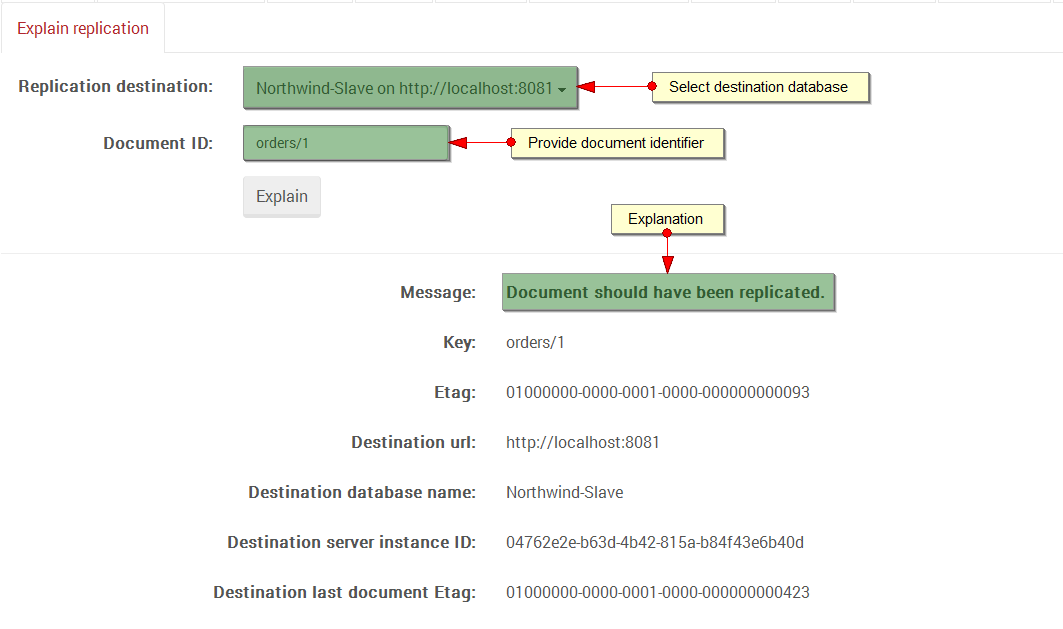 Explain replication
Replication destination: Northwind-Slave on http://localhost:8081 Select destination database
Document ID: orders/1 Provide document identifier
Explain
Explanation
Message: Document should have been replicated.
Key: orders/1
Etag: 01000000-0000-0001-0000-000000000093
Destination url: http://localhost:8081
Destination database name: Northwind-Slave
Destination server instance ID: 04762e2e-b63d-4b42-815a-b84f43e6b40d
Destination last document Etag: 01000000-0000-0001-0000-000000000423